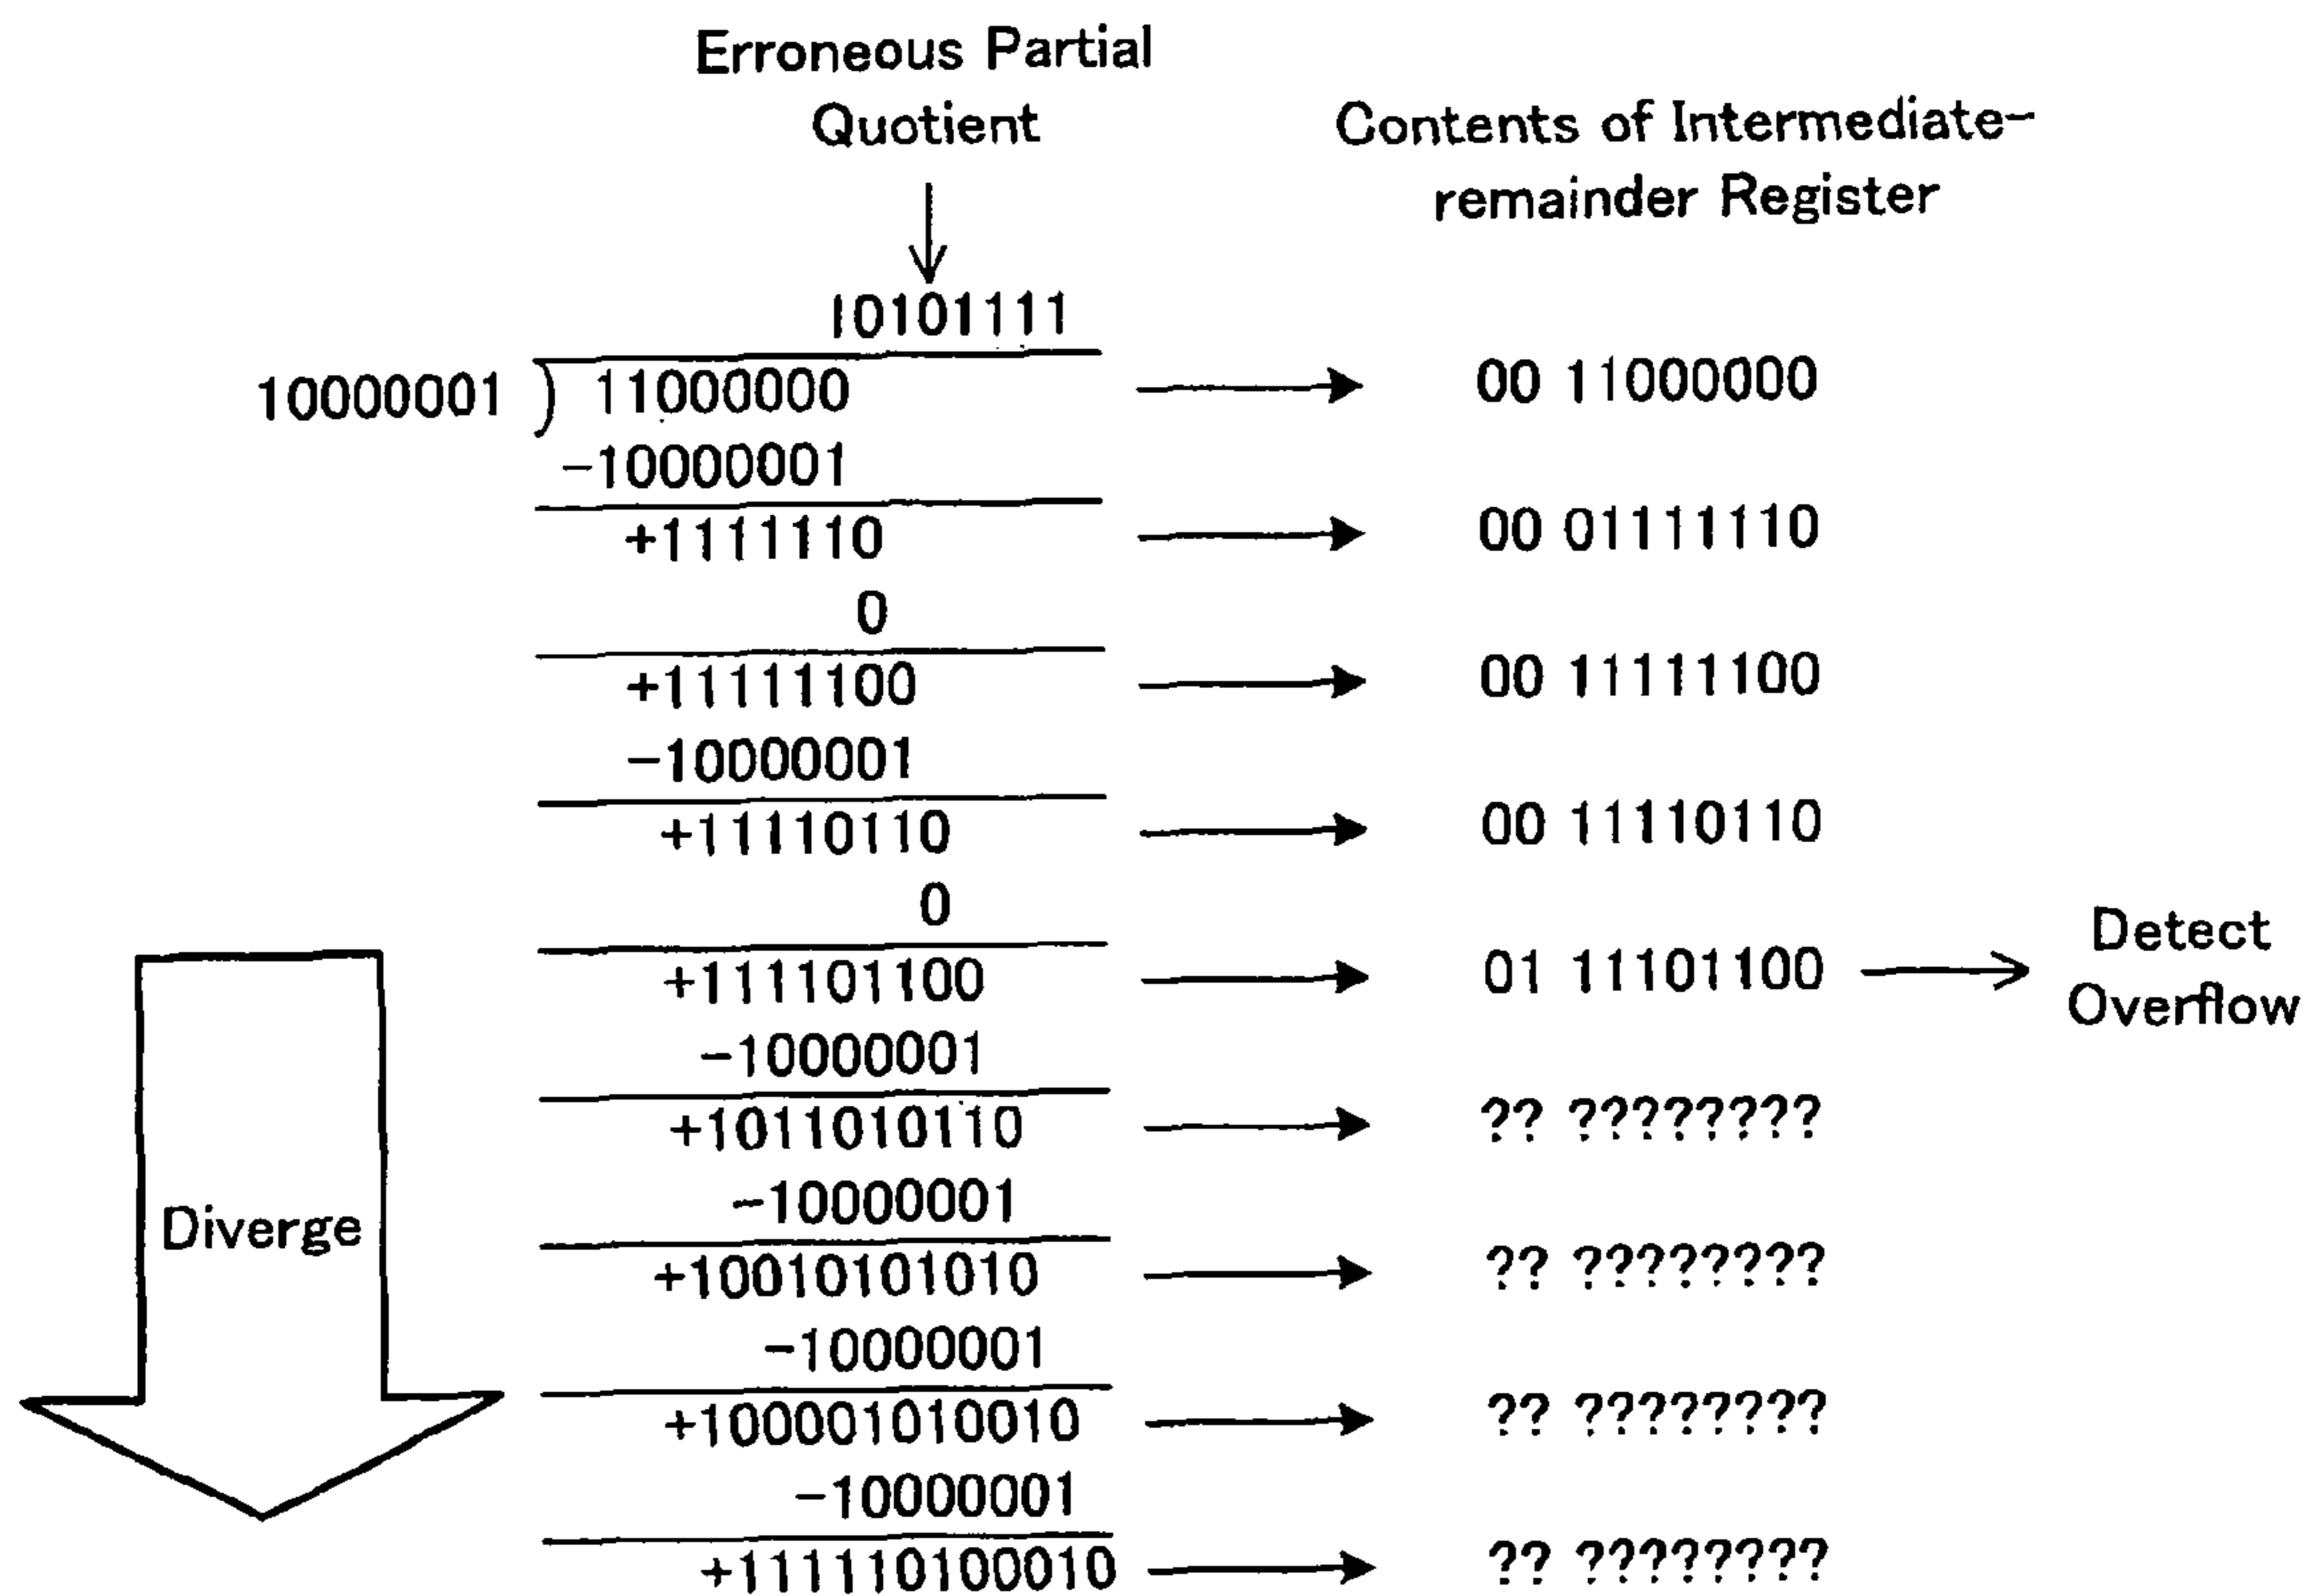 Erroneous Partial
Quotient
Contents of Intermediate-
remainder Register
10101111
10000001 ) 11000000 00 11000000
-10000001
+1111110 00 01111110
0
+11111100 00 11111100
-10000001
+11110110 00 11110110
0
+111101100 01 11101100 Detect
Overflow
-10000001
+1011010110 ?? ????????
-10000001
Diverge
+10010101010 ?? ????????
-10000001
+100001010010 ?? ????????
-10000001
+1111110100010 ?? ????????